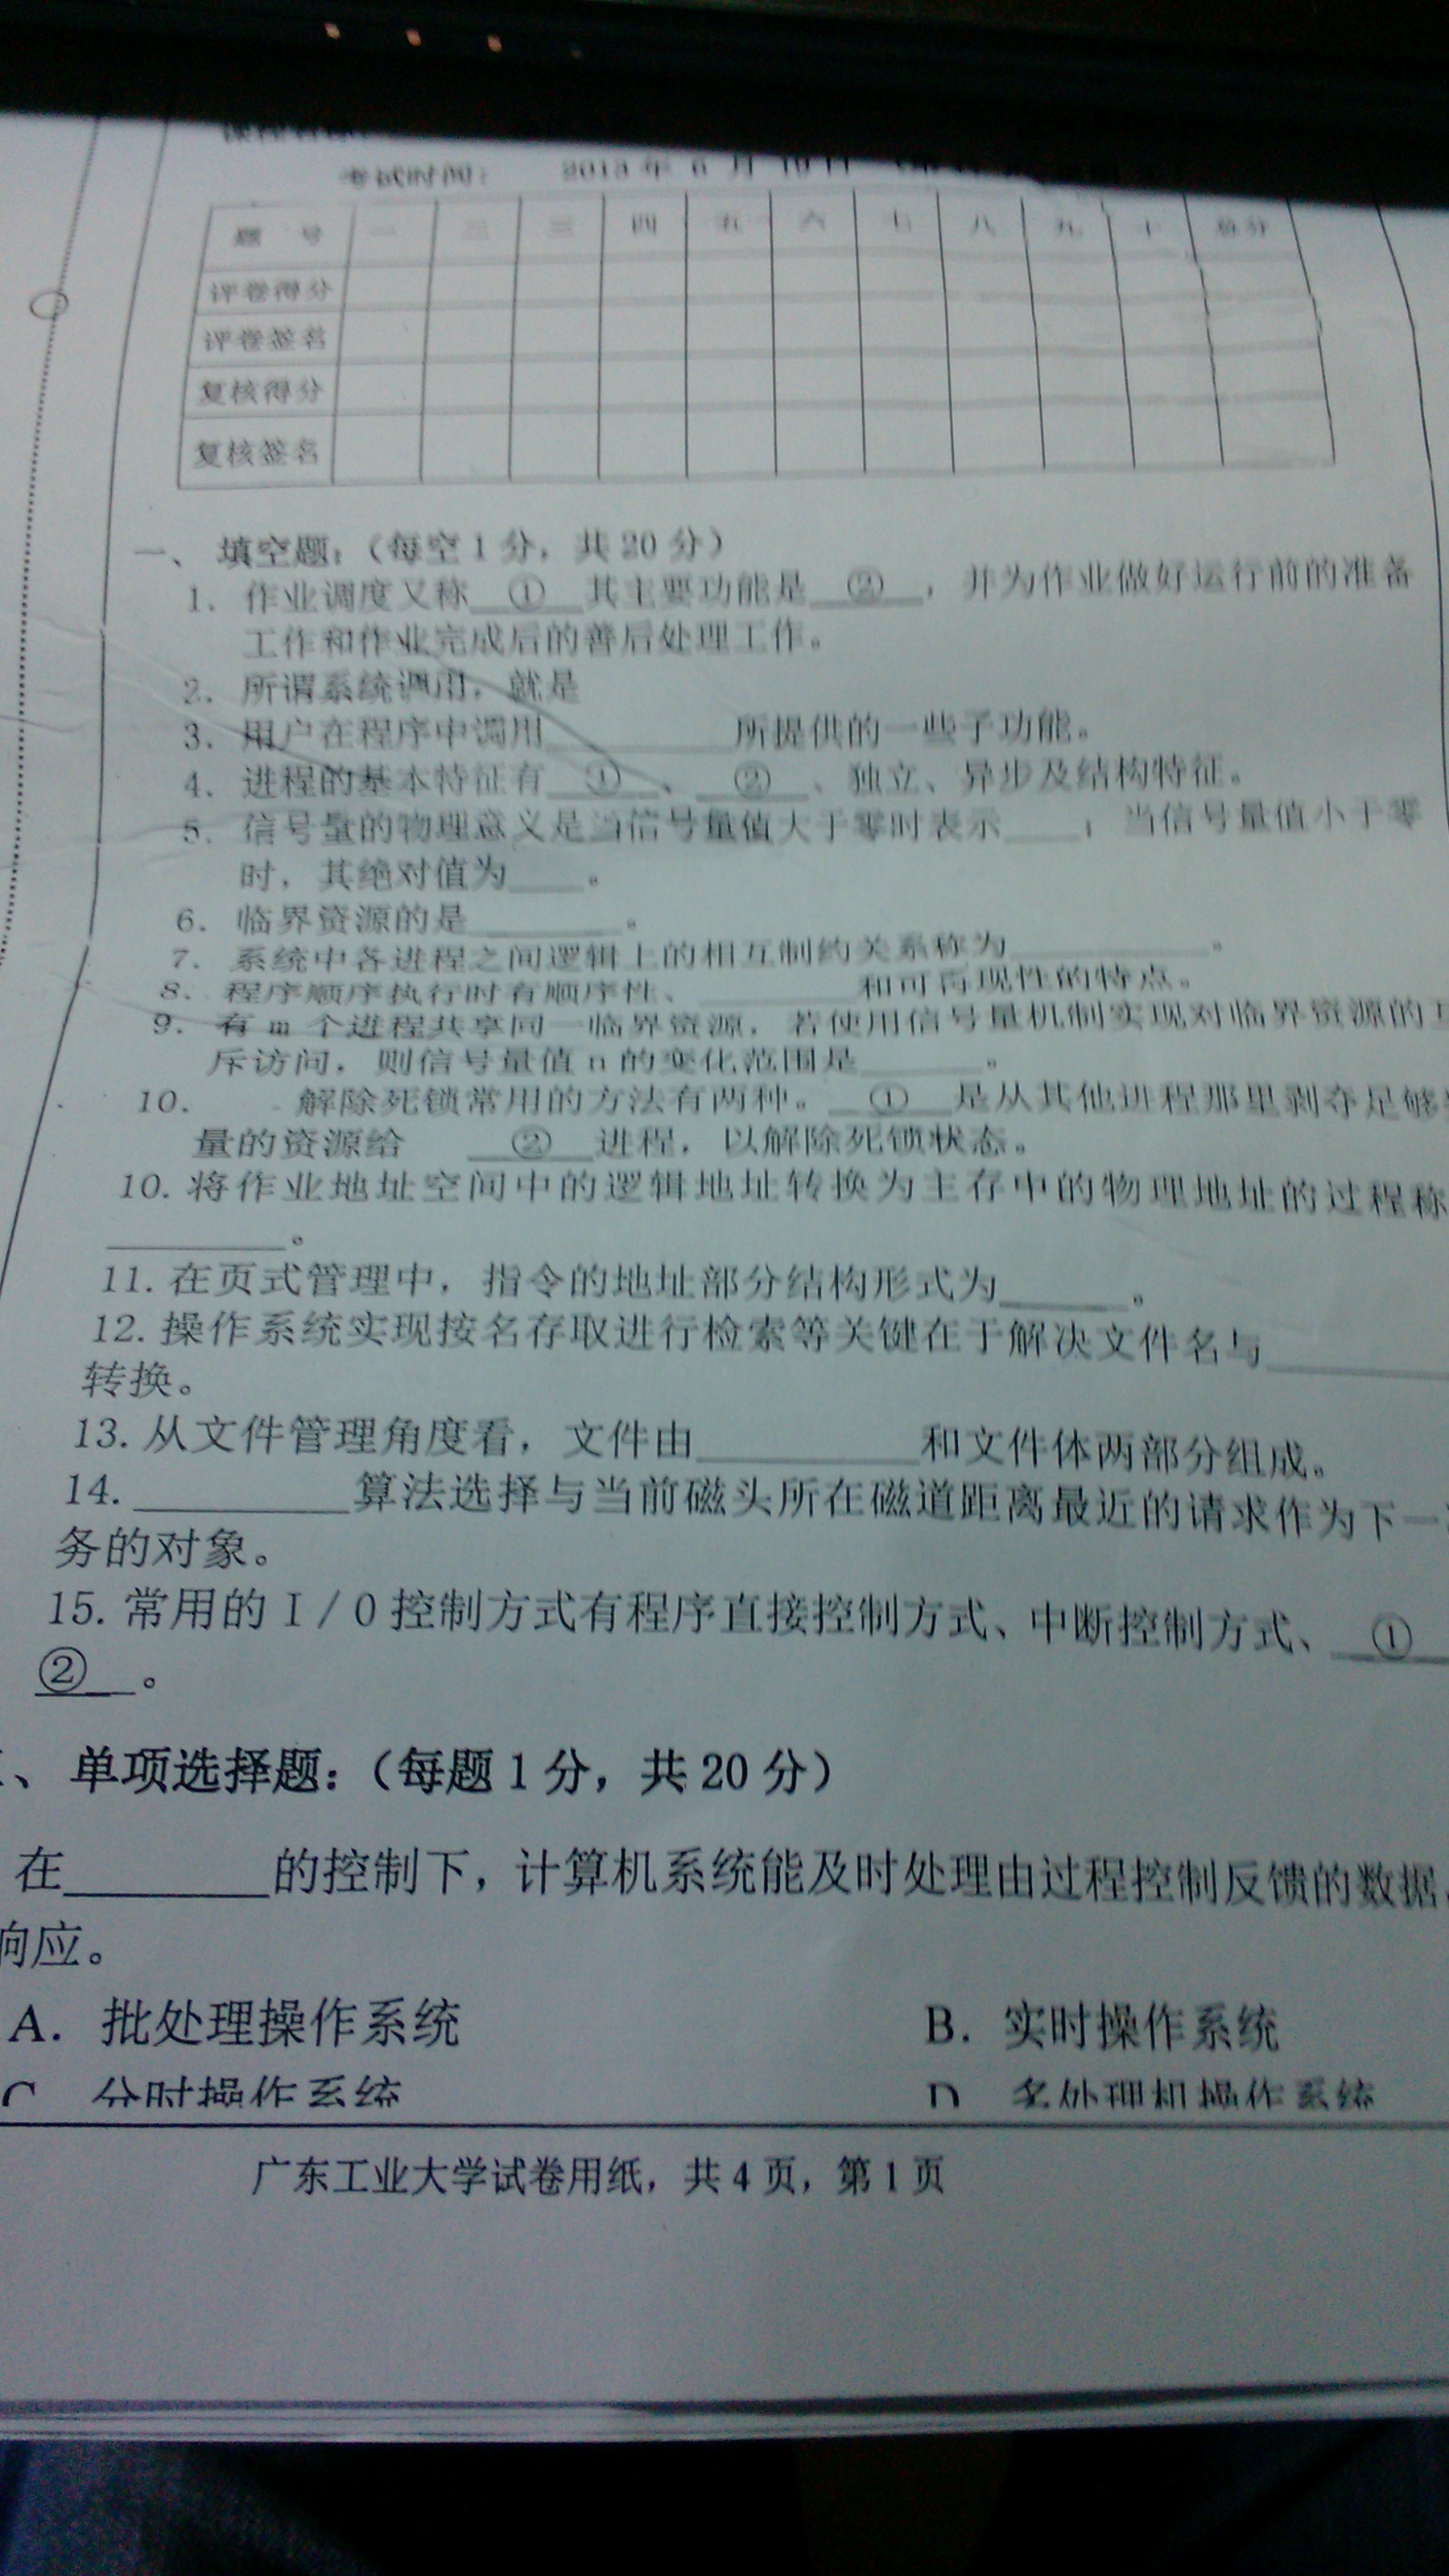 考试时间： 2013 年 6 月
题 号 一 二 三 四 五 六 七 八 九 十 总分
评卷得分
评卷签名
复核得分
复核签名
一、 填空题：（每空 1 分，共 20 分）
1. 作业调度又称 ① 其主要功能是 ② ，并为作业做好运行前的准备
工作和作业完成后的善后处理工作。
2. 所谓系统调用，就是
3. 用户在程序中调用________所提供的一些子功能。
4. 进程的基本特征有 ① 、 ② 、独立、异步及结构特征。
5. 信号量的物理意义是当信号量值大于零时表示____；当信号量值小于零
时，其绝对值为____。
6. 临界资源的是________。
7. 系统中各进程之间逻辑上的相互制约关系称为________。
8. 程序顺序执行时有顺序性、________和可再现性的特点。
9. 有 m 个进程共享同一临界资源，若使用信号量机制实现对临界资源的
斥访问，则信号量值 n 的变化范围是______。
10. 解除死锁常用的方法有两种。 ① 是从其他进程那里剥夺足够
量的资源给 ② 进程，以解除死锁状态。
10. 将作业地址空间中的逻辑地址转换为主存中的物理地址的过程称
________。
11. 在页式管理中，指令的地址部分结构形式为______。
12. 操作系统实现按名存取进行检索等关键在于解决文件名与________
转换。
13. 从文件管理角度看，文件由________和文件体两部分组成。
14. ________算法选择与当前磁头所在磁道距离最近的请求作为下一
务的对象。
15. 常用的 I / O 控制方式有程序直接控制方式、中断控制方式、 ①
② 。
、单项选择题：（每题 1 分，共 20 分）
在________的控制下，计算机系统能及时处理由过程控制反馈的数据，
响应。
A. 批处理操作系统 B. 实时操作系统
C 分时操作系统 D 多处理机操作系统
广东工业大学试卷用纸，共 4 页，第 1 页